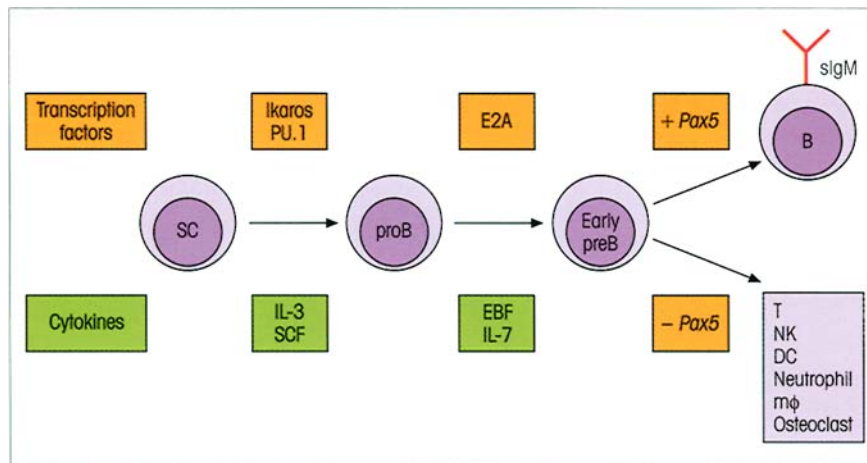 sIgM
Transcription
factors
Ikaros
PU.1
E2A
+ Pax5
B
SC
proB
Early
preB
Cytokines
IL-3
SCF
EBF
IL-7
– Pax5
T
NK
DC
Neutrophil
mϕ
Osteoclast